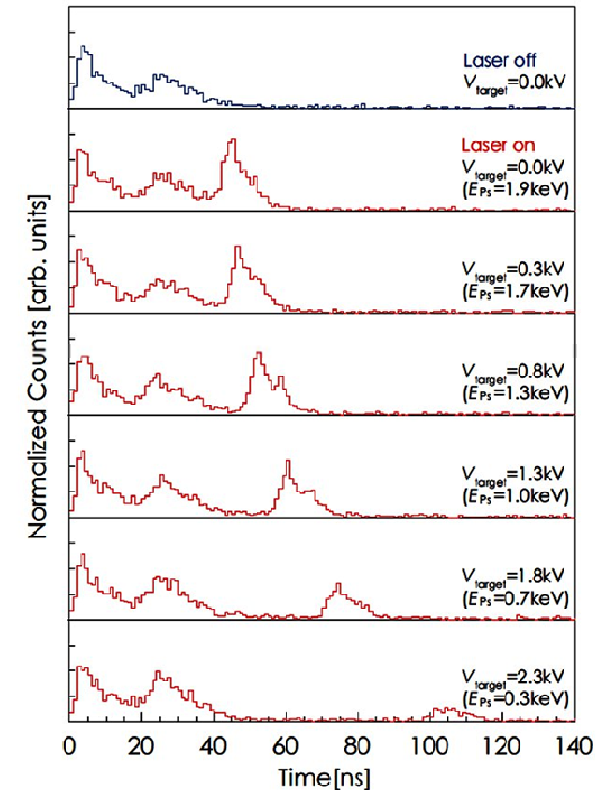 Laser off
Vtarget=0.0kV
Laser on
Vtarget=0.0kV
(EPs=1.9keV)
Vtarget=0.3kV
(EPs=1.7keV)
Vtarget=0.8kV
(EPs=1.3keV)
Vtarget=1.3kV
(EPs=1.0keV)
Vtarget=1.8kV
(EPs=0.7keV)
Vtarget=2.3kV
(EPs=0.3keV)
Normalized Counts [arb. units]
0 20 40 60 80 100 120 140
Time[ns]